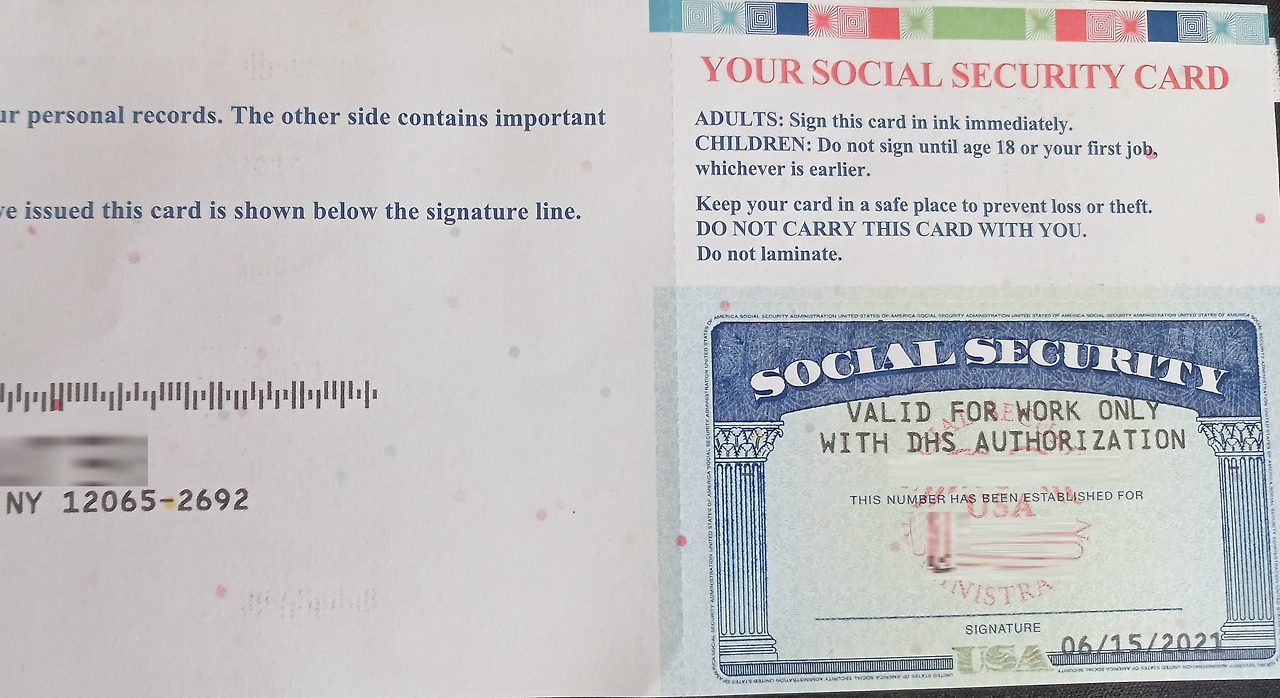 ur personal records. The other side contains important
ve issued this card is shown below the signature line.
NY 12065-2692
YOUR SOCIAL SECURITY CARD
ADULTS: Sign this card in ink immediately.
CHILDREN: Do not sign until age 18 or your first job,
whichever is earlier.
Keep your card in a safe place to prevent loss or theft.
DO NOT CARRY THIS CARD WITH YOU.
Do not laminate.
SOCIAL SECURITY
VALID FOR WORK ONLY
WITH DHS AUTHORIZATION
THIS NUMBER HAS BEEN ESTABLISHED FOR
USA
SIGNATURE
USA
06/15/2021